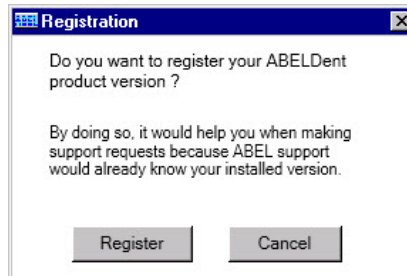 Registration
Do you want to register your ABELDent
product version ?
By doing so, it would help you when making
support requests because ABEL support
would already know your installed version.
Register
Cancel